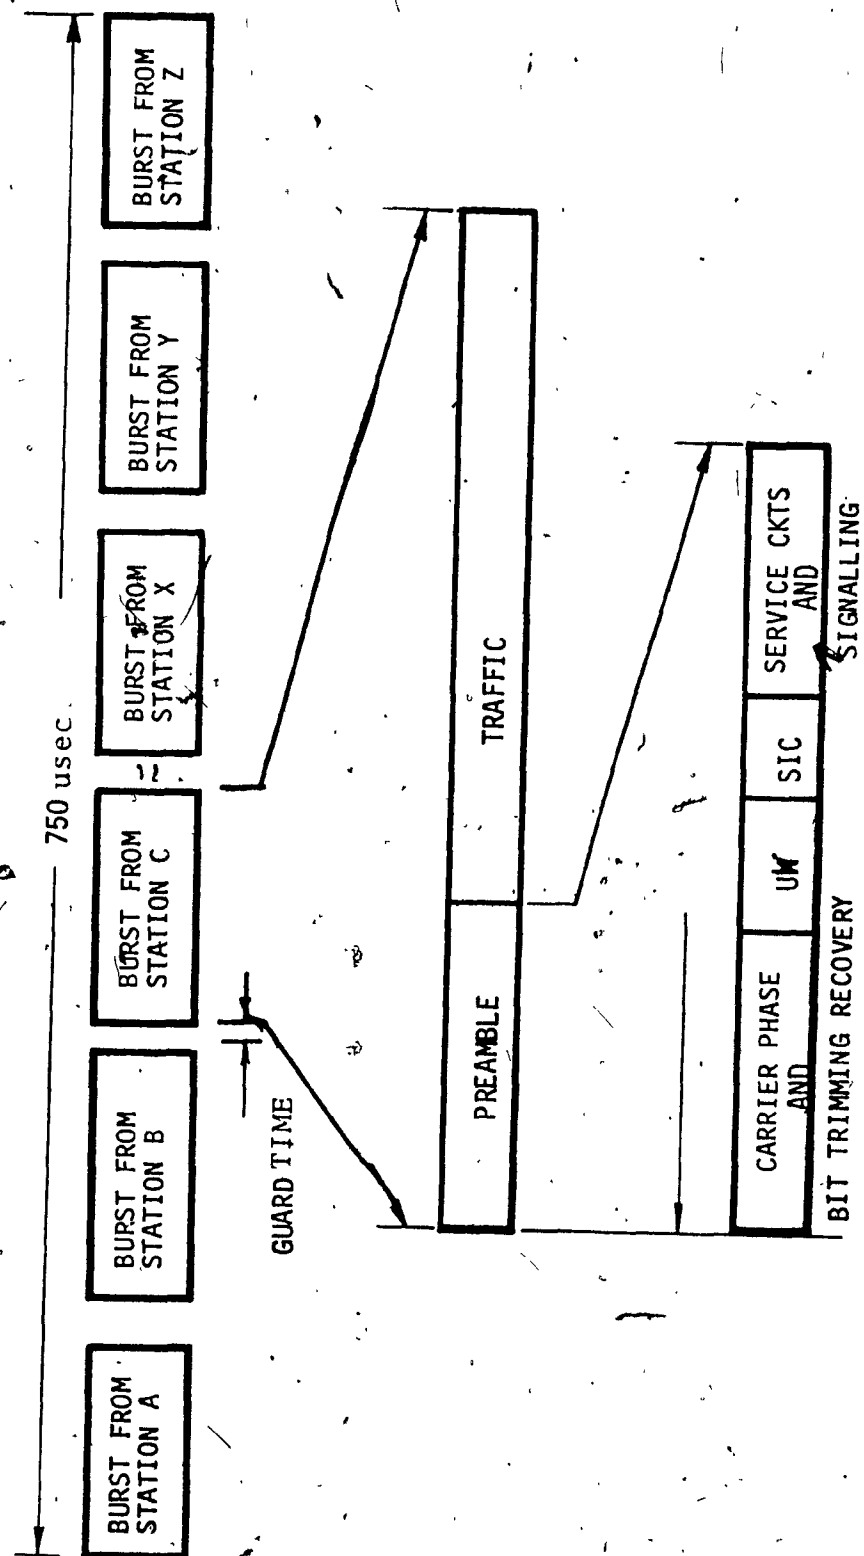 750 usec.
BURST FROM
STATION A
BURST FROM
STATION B
BURST FROM
STATION C
BURST FROM
STATION X
BURST FROM
STATION Y
BURST FROM
STATION Z
GUARD TIME
PREAMBLE
TRAFFIC
CARRIER PHASE
AND
BIT TRIMMING RECOVERY
UW
SIC
SERVICE CKTS
AND
SIGNALLING